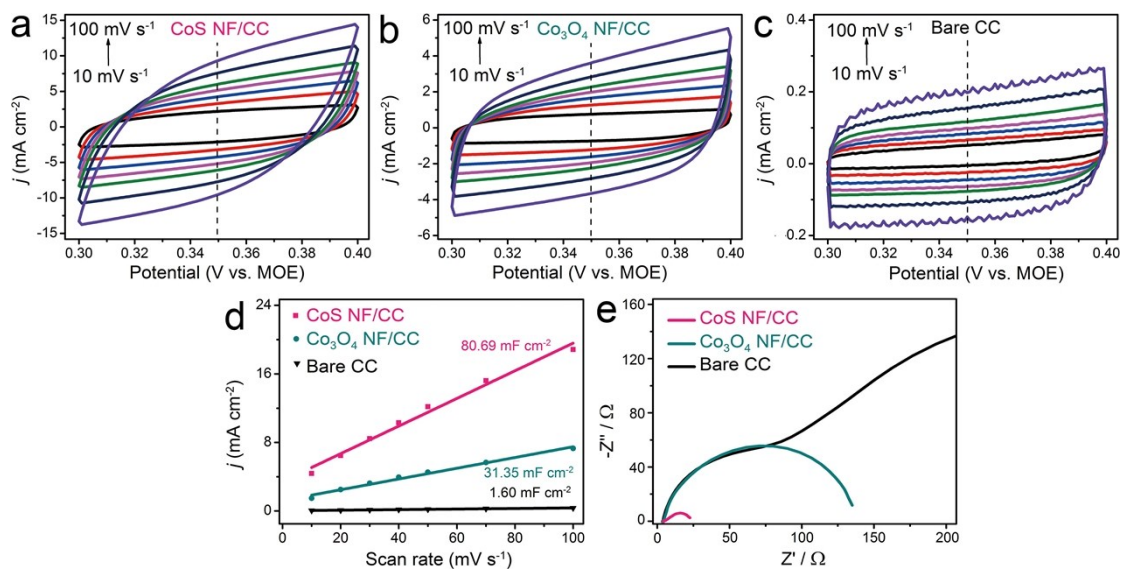 a
100 mV s⁻¹
CoS NF/CC
10 mV s⁻¹
15
10
5
0
-5
-10
-15
j (mA cm⁻²)
0.30 0.32 0.34 0.36 0.38 0.40
Potential (V vs. MOE)
b
100 mV s⁻¹
Co₃O₄ NF/CC
10 mV s⁻¹
6
4
2
0
-2
-4
-6
j (mA cm⁻²)
0.30 0.32 0.34 0.36 0.38 0.40
Potential (V vs. MOE)
c
100 mV s⁻¹
Bare CC
10 mV s⁻¹
0.4
0.2
0.0
0.2
j (mA cm⁻²)
0.30 0.32 0.34 0.36 0.38 0.40
Potential (V vs. MOE)
d
CoS NF/CC
Co₃O₄ NF/CC
Bare CC
80.69 mF cm⁻²
31.35 mF cm⁻²
1.60 mF cm⁻²
24
16
8
0
j (mA cm⁻²)
0 20 40 60 80 100
Scan rate (mV s⁻¹)
e
CoS NF/CC
Co₃O₄ NF/CC
Bare CC
160
120
80
40
0
-Z" / Ω
0 50 100 150 200
Z' / Ω